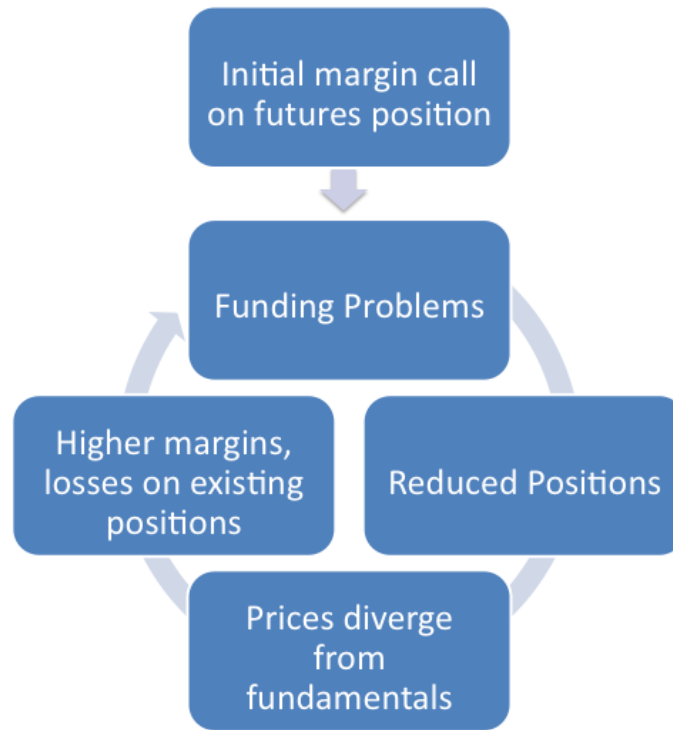 Initial margin call
on futures position
Funding Problems
Higher margins,
losses on existing
positions
Reduced Positions
Prices diverge
from
fundamentals